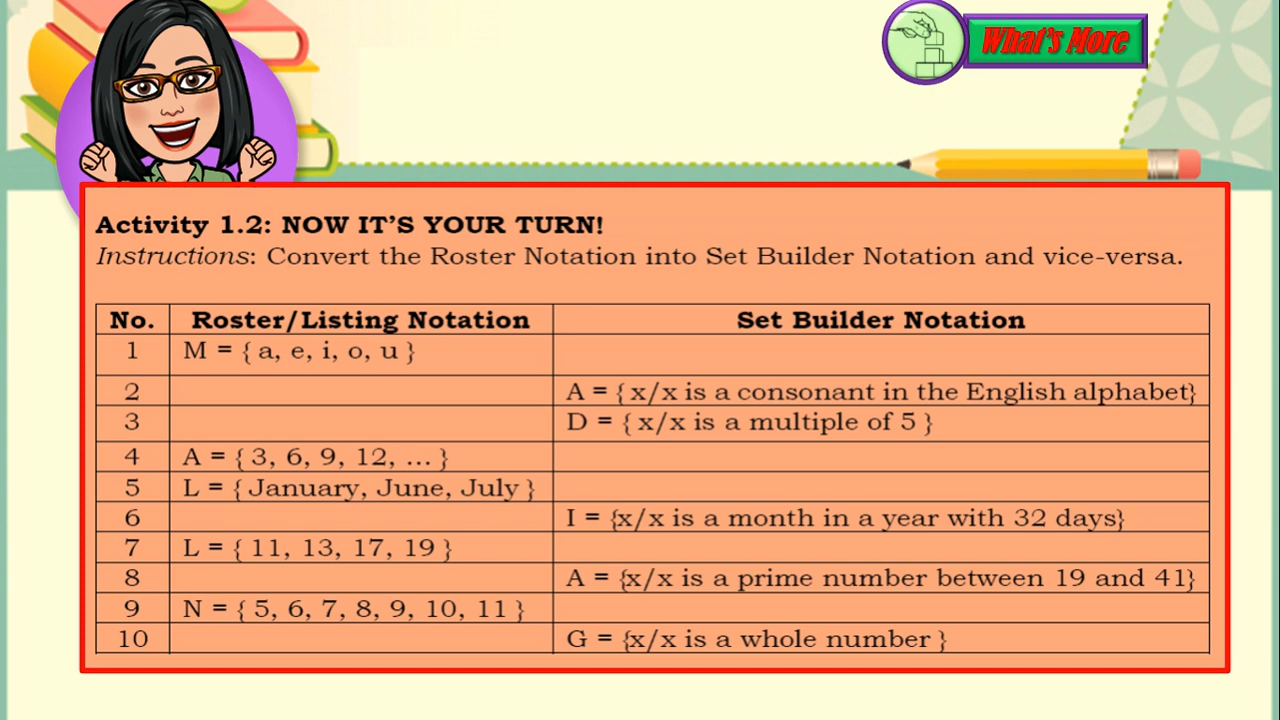 What's More
Activity 1.2: NOW IT'S YOUR TURN!
Instructions: Convert the Roster Notation into Set Builder Notation and vice-versa.
No. Roster/Listing Notation Set Builder Notation
1 M = { a, e, i, o, u }
2 A = { x/x is a consonant in the English alphabet}
3 D = { x/x is a multiple of 5 }
4 A = { 3, 6, 9, 12, ... }
5 L = { January, June, July }
6 I = {x/x is a month in a year with 32 days}
7 L = { 11, 13, 17, 19 }
8 A = {x/x is a prime number between 19 and 41}
9 N = { 5, 6, 7, 8, 9, 10, 11 }
10 G = {x/x is a whole number }